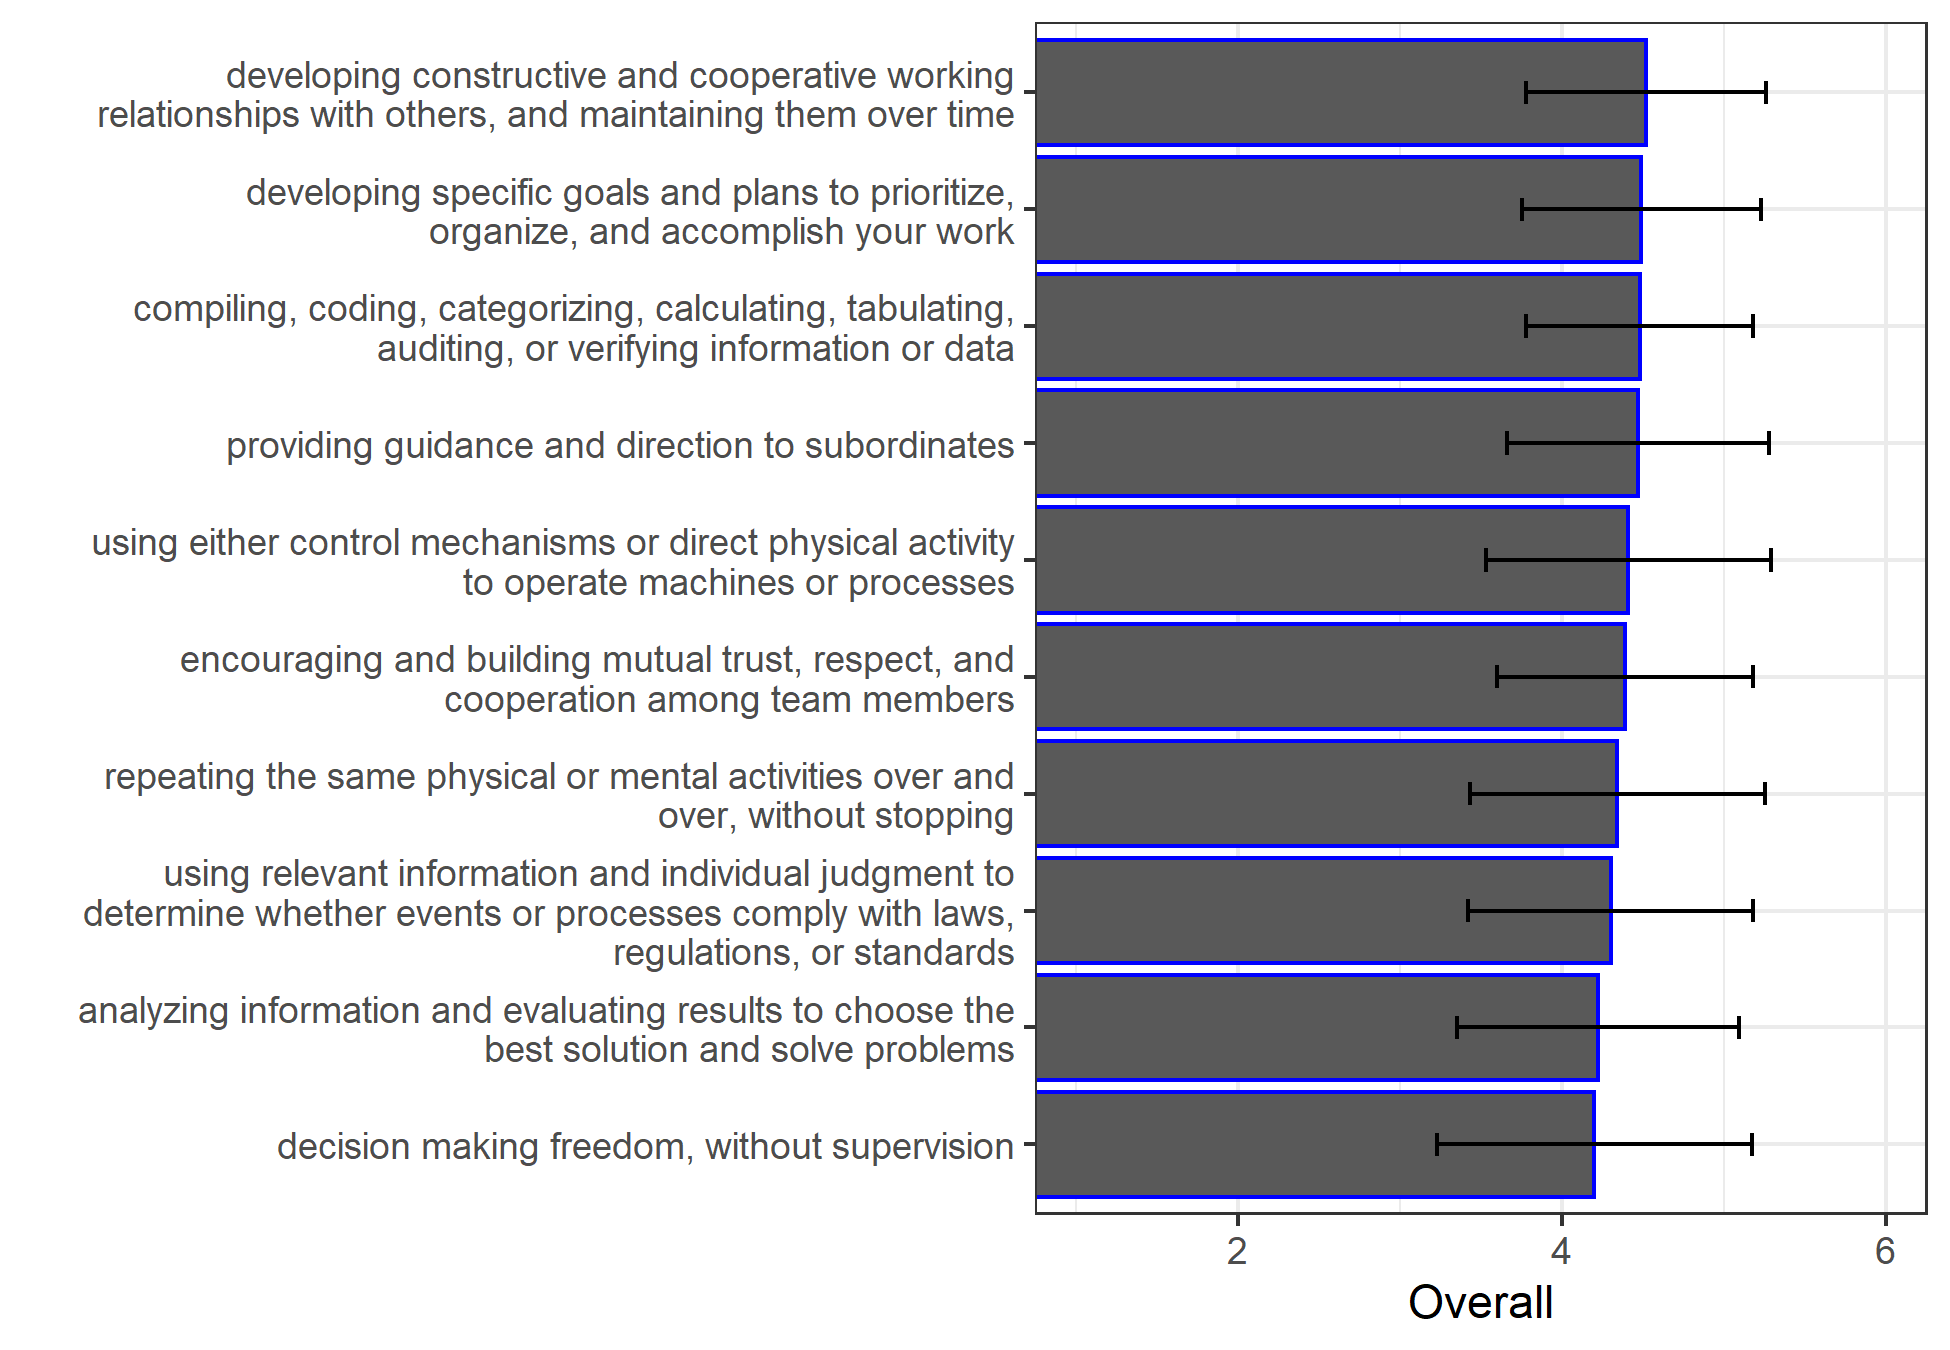 developing constructive and cooperative working
relationships with others, and maintaining them over time
developing specific goals and plans to prioritize,
organize, and accomplish your work
compiling, coding, categorizing, calculating, tabulating,
auditing, or verifying information or data
providing guidance and direction to subordinates
using either control mechanisms or direct physical activity
to operate machines or processes
encouraging and building mutual trust, respect, and
cooperation among team members
repeating the same physical or mental activities over and
over, without stopping
using relevant information and individual judgment to
determine whether events or processes comply with laws,
regulations, or standards
analyzing information and evaluating results to choose the
best solution and solve problems
decision making freedom, without supervision
2 4 6
Overall